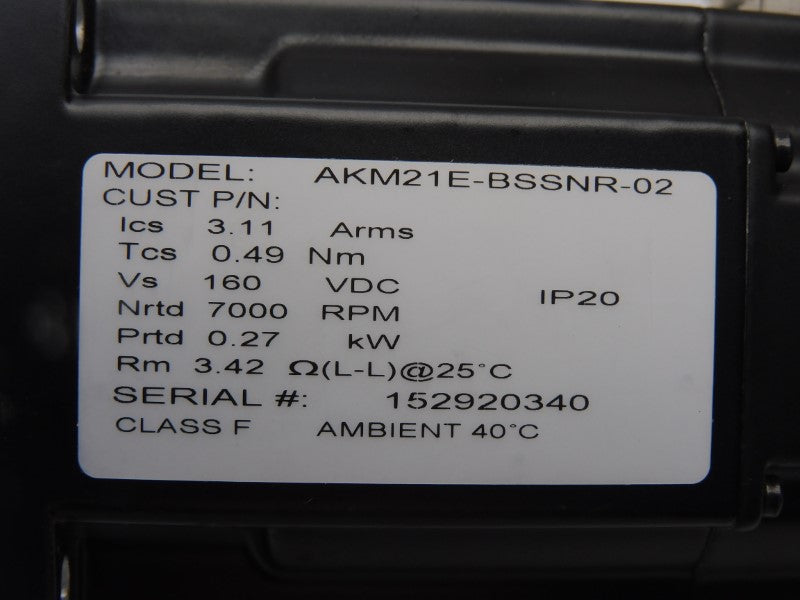 MODEL: AKM21E-BSSNR-02
CUST P/N:
Ics 3.11 Arms
Tcs 0.49 Nm
Vs 160 VDC
IP20
Nrtd 7000 RPM
Prtd 0.27 kW
Rm 3.42 Ω(L-L)@25°C
SERIAL #: 152920340
CLASS F AMBIENT 40°C